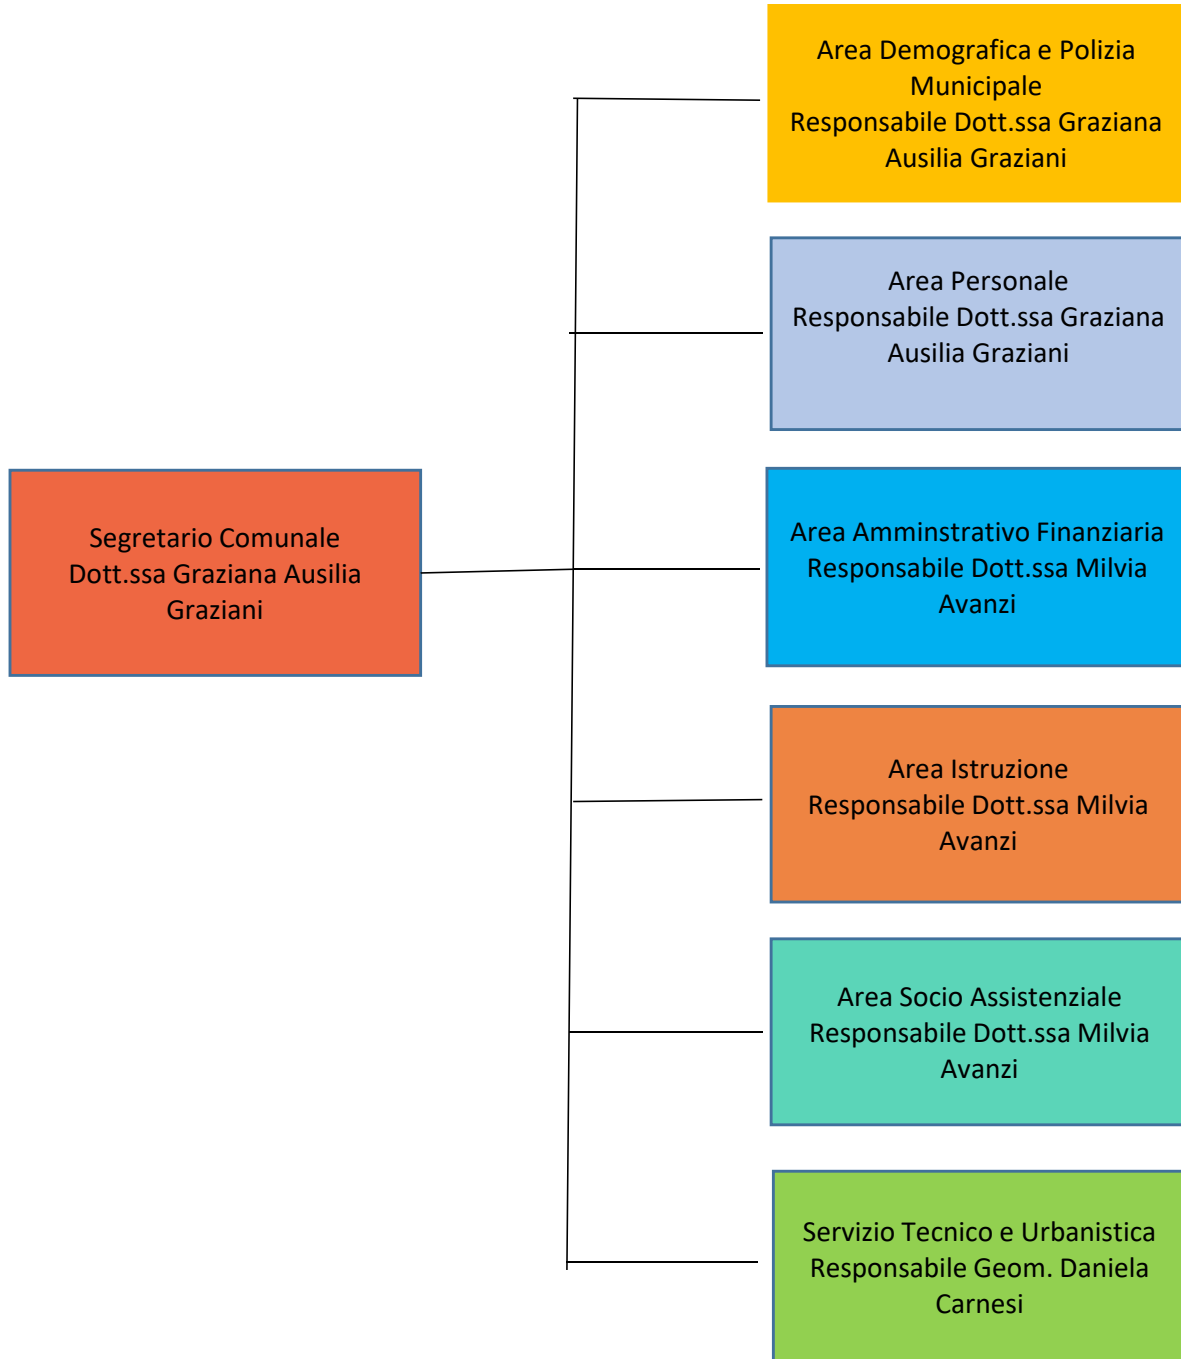 Area Demografica e Polizia
Municipale
Responsabile Dott.ssa Graziana
Ausilia Graziani
Area Personale
Responsabile Dott.ssa Graziana
Ausilia Graziani
Segretario Comunale
Dott.ssa Graziana Ausilia
Graziani
Area Amminstrativo Finanziaria
Responsabile Dott.ssa Milvia
Avanzi
Area Istruzione
Responsabile Dott.ssa Milvia
Avanzi
Area Socio Assistenziale
Responsabile Dott.ssa Milvia
Avanzi
Servizio Tecnico e Urbanistica
Responsabile Geom. Daniela
Carnesi